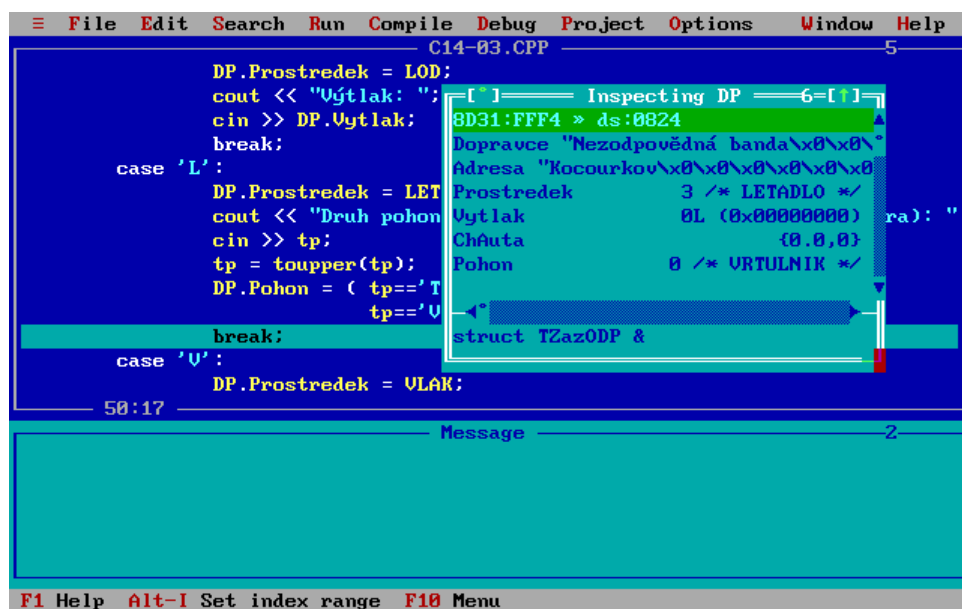 ≡ File Edit Search Run Compile Debug Project Options Window Help
C14-03.CPP 5
DP.Prostredek = LOD;
cout << "Výtlak: ";
cin >> DP.Vytlak;
break;
case 'L':
DP.Prostredek = LET
cout << "Druh pohon ra): "
cin >> tp;
tp = toupper(tp);
DP.Pohon = ( tp=='T
tp=='V
break;
case 'V':
DP.Prostredek = VLAK;
50:17
[°] Inspecting DP 6=[↑]
8D31:FFF4 » ds:0824
Dopravce "Nezodpovědná banda\x0\x0\
Adresa "Kocourkov\x0\x0\x0\x0\x0\x0
Prostredek 3 /* LETADLO */
Vytlak 0L (0x00000000)
ChAuta {0.0,0}
Pohon 0 /* VRTULNIK */
struct TZazODP &
Message 2
F1 Help Alt-I Set index range F10 Menu